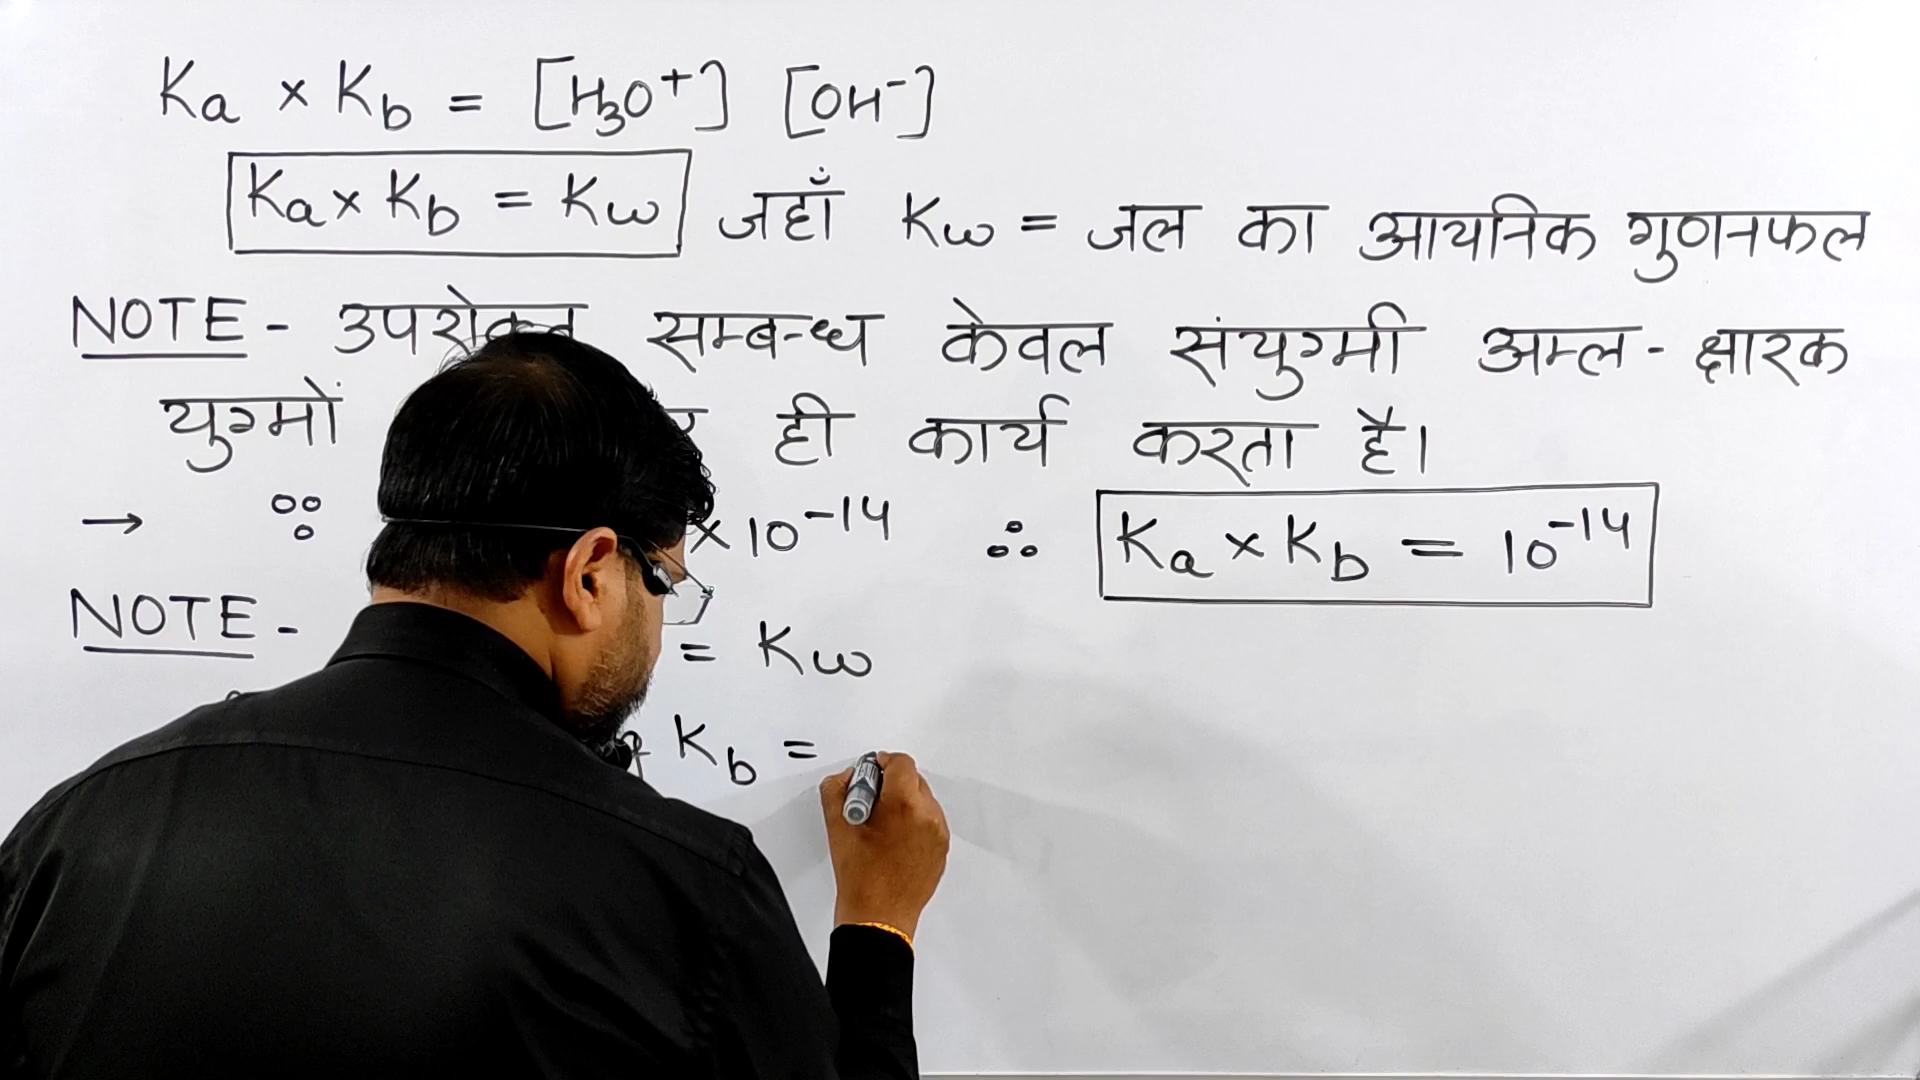 Ka × Kb = [H₃O⁺] [OH⁻]
Ka × Kb = Kw जहाँ Kw = जल का आयनिक गुणनफल
NOTE - उपरोक्त सम्बन्ध केवल संयुग्मी अम्ल - क्षारक
युग्मों ही कार्य करता है।
→ ∵ × 10⁻¹⁴ ∴ Ka × Kb = 10⁻¹⁴
NOTE - = Kw
Kb =